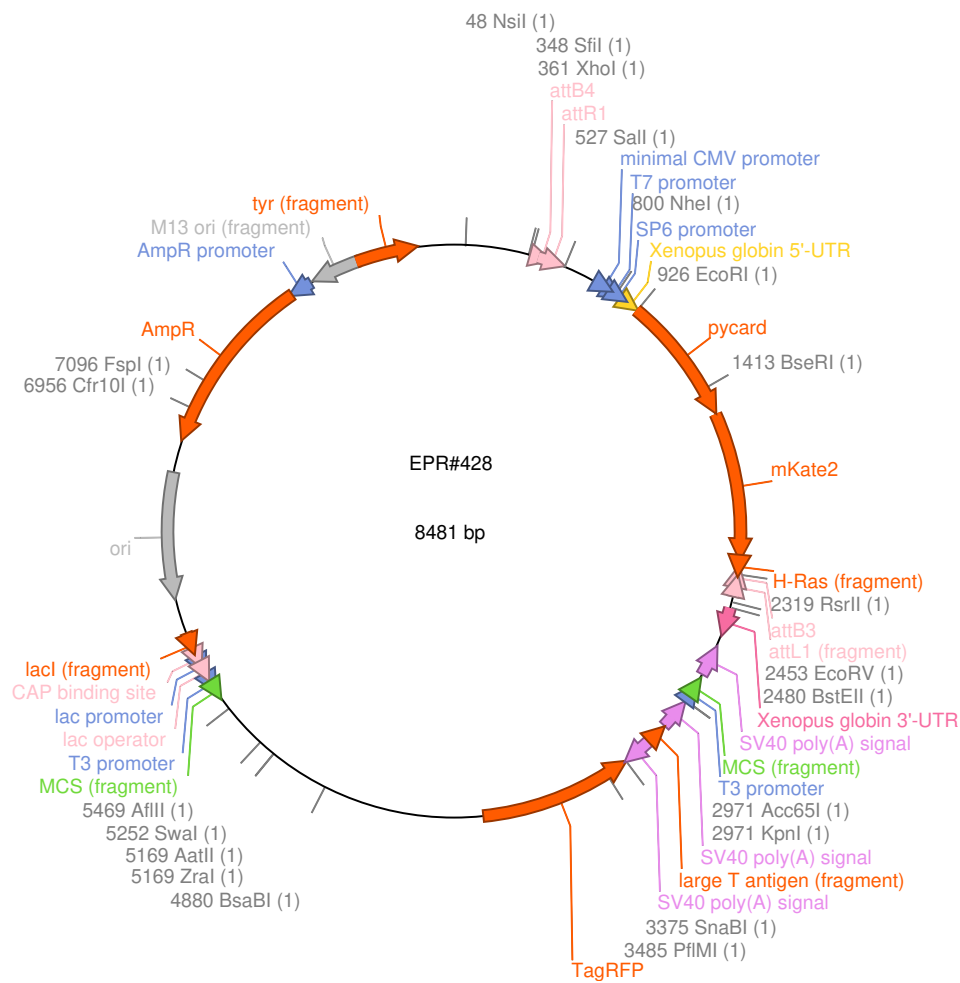 48 NsiI (1)
348 SfiI (1)
361 XhoI (1)
attB4
attR1
527 SalI (1)
minimal CMV promoter
T7 promoter
800 NheI (1)
SP6 promoter
Xenopus globin 5'-UTR
926 EcoRI (1)
pycard
1413 BseRI (1)
mKate2
H-Ras (fragment)
2319 RsrII (1)
attB3
attL1 (fragment)
2453 EcoRV (1)
2480 BstEII (1)
Xenopus globin 3'-UTR
SV40 poly(A) signal
MCS (fragment)
T3 promoter
2971 Acc65I (1)
2971 KpnI (1)
SV40 poly(A) signal
large T antigen (fragment)
SV40 poly(A) signal
3375 SnaBI (1)
3485 PflMI (1)
TagRFP
4880 BsaBI (1)
5169 ZraI (1)
5169 AatII (1)
5252 SwaI (1)
5469 AflII (1)
MCS (fragment)
T3 promoter
lac operator
lac promoter
CAP binding site
lacI (fragment)
ori
6956 Cfr10I (1)
7096 FspI (1)
AmpR
AmpR promoter
M13 ori (fragment)
tyr (fragment)
EPR#428
8481 bp